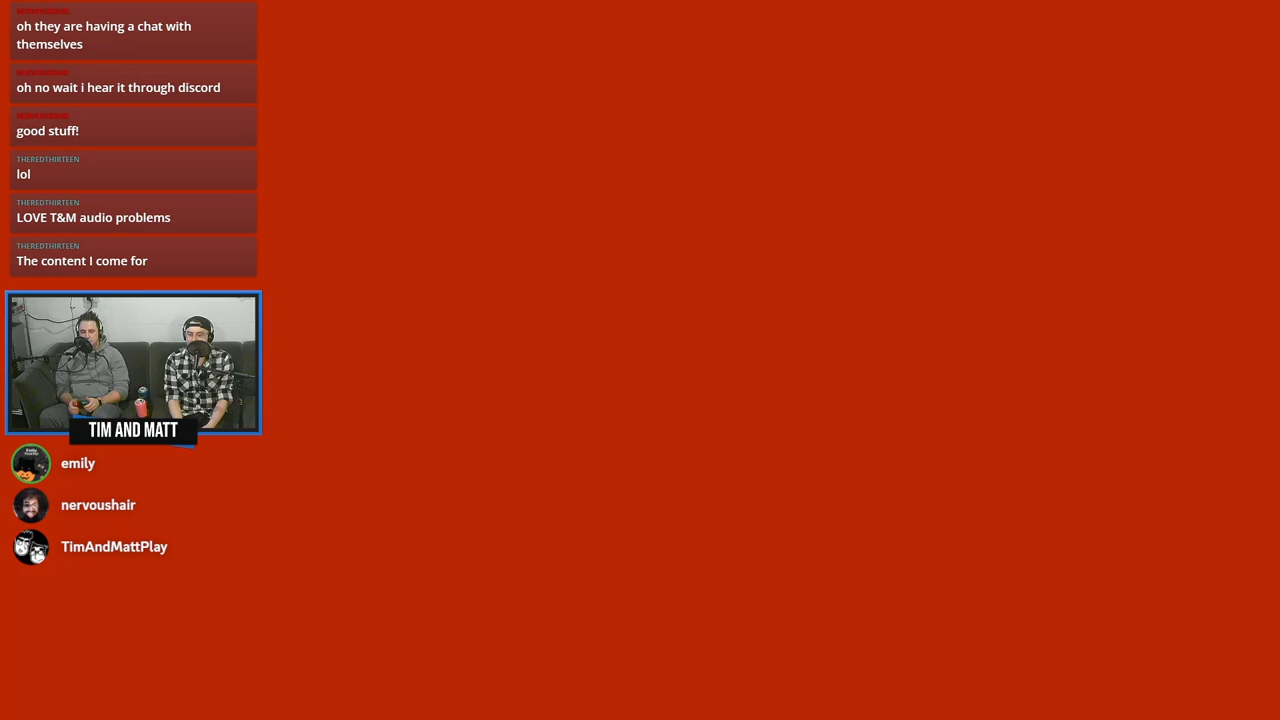 oh they are having a chat with
themselves
oh no wait i hear it through discord
good stuff!
THEREDTHIRTEEN
lol
THEREDTHIRTEEN
LOVE T&M audio problems
THEREDTHIRTEEN
The content I come for
TIM AND MATT
emily
nervoushair
TimAndMattPlay